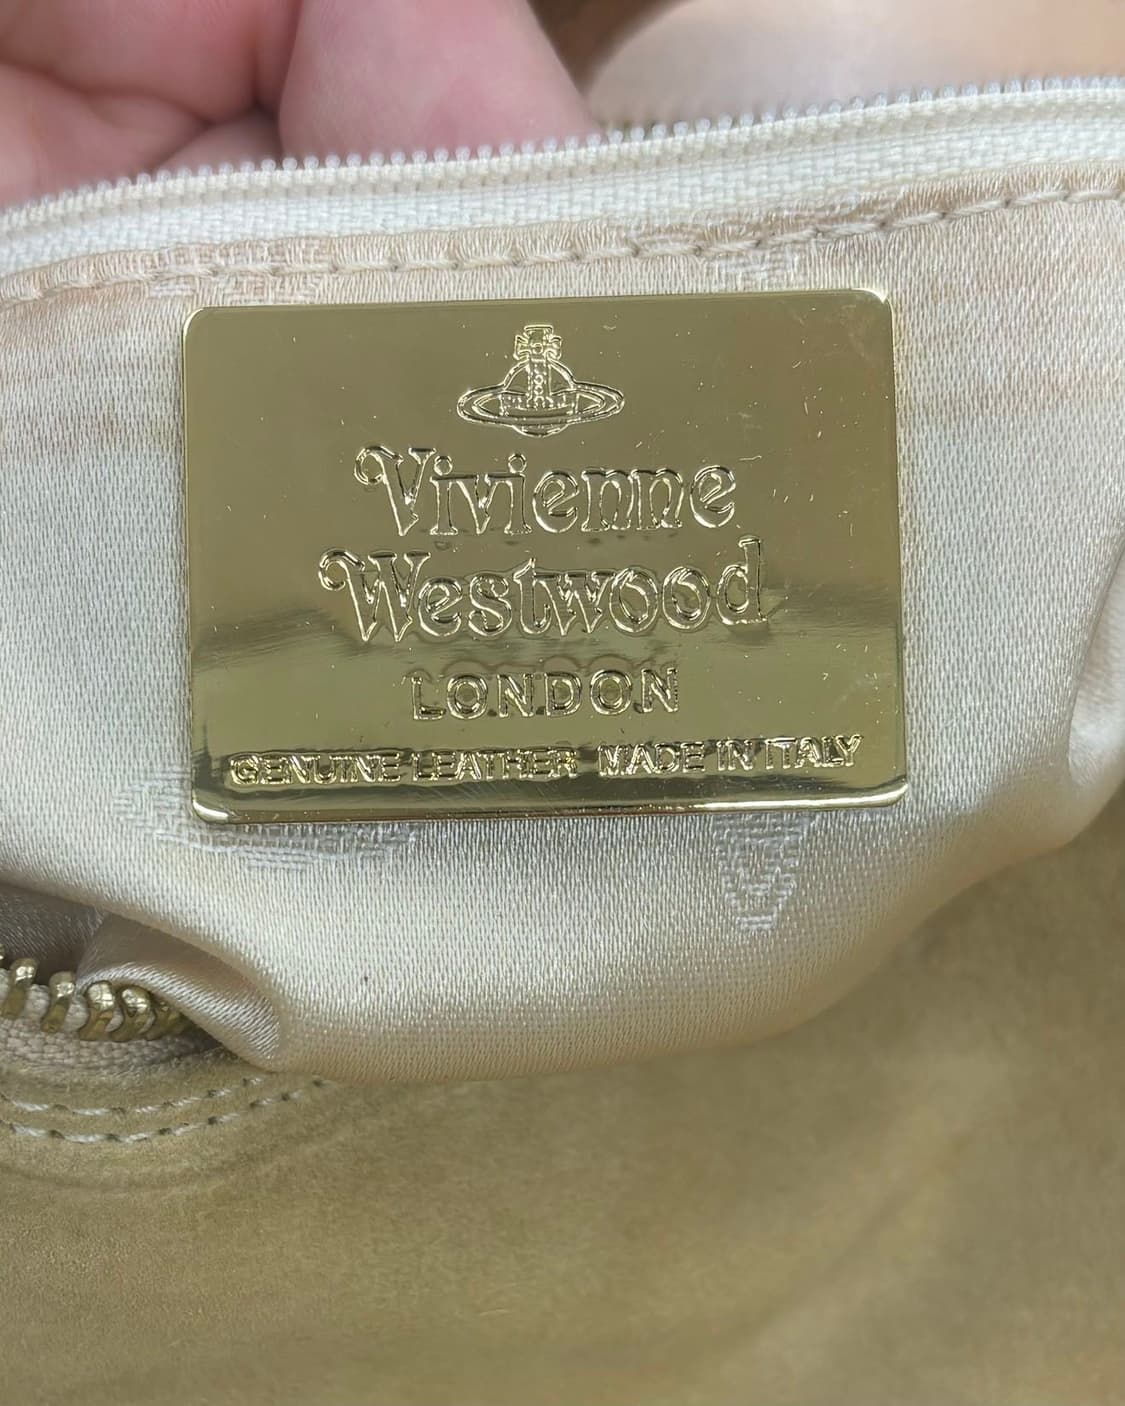 Vivienne
Westwood
LONDON
GENUINE LEATHER MADE IN ITALY